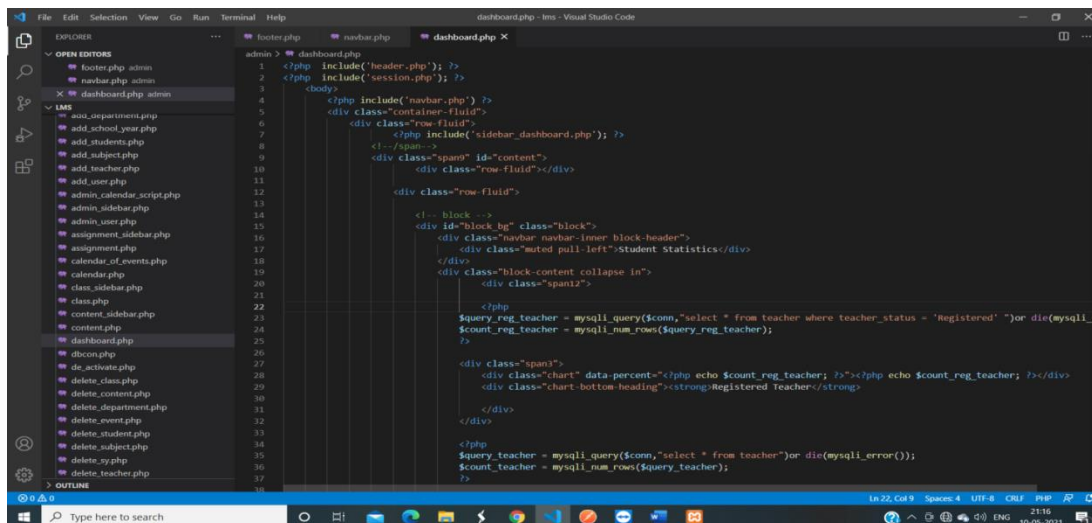 File Edit Selection View Go Run Terminal Help
dashboard.php - lms - Visual Studio Code
EXPLORER
OPEN EDITORS
footer.php admin
navbar.php admin
dashboard.php admin
LMS
add_department.php
add_school_year.php
add_students.php
add_subject.php
add_teacher.php
add_user.php
admin_calendar_script.php
admin_sidebar.php
admin_user.php
assignment_sidebar.php
assignment.php
calendar_of_events.php
calendar.php
class_sidebar.php
class.php
content_sidebar.php
content.php
dashboard.php
dbcon.php
de_activate.php
delete_class.php
delete_content.php
delete_department.php
delete_event.php
delete_student.php
delete_subject.php
delete_sy.php
delete_teacher.php
OUTLINE
footer.php navbar.php dashboard.php
admin > dashboard.php
1 <?php include('header.php'); ?>
2 <?php include('session.php'); ?>
3 <body>
4 <?php include('navbar.php') ?>
5 <div class="container-fluid">
6 <div class="row-fluid">
7 <?php include('sidebar_dashboard.php'); ?>
8 <!--/span-->
9 <div class="span9" id="content">
10 <div class="row-fluid"></div>
11
12 <div class="row-fluid">
13
14 <!-- block -->
15 <div id="block_bg" class="block">
16 <div class="navbar navbar-inner block-header">
17 <div class="muted pull-left">Student Statistics</div>
18 </div>
19 <div class="block-content collapse in">
20 <div class="span12">
21
22 <?php
23 $query_reg_teacher = mysqli_query($conn,"select * from teacher where teacher_status = 'Registered' ")or die(mysqli_
24 $count_reg_teacher = mysqli_num_rows($query_reg_teacher);
25 ?>
26
27 <div class="span3">
28 <div class="chart" data-percent="<?php echo $count_reg_teacher; ?>"><?php echo $count_reg_teacher; ?></div>
29 <div class="chart-bottom-heading"><strong>Registered Teacher</strong>
30
31 </div>
32 </div>
33
34 <?php
35 $query_teacher = mysqli_query($conn,"select * from teacher")or die(mysqli_error());
36 $count_teacher = mysqli_num_rows($query_teacher);
37 ?>
38
0 0
Ln 22, Col 9 Spaces: 4 UTF-8 CRLF PHP
Type here to search
ENG
21:16
10-05-2021